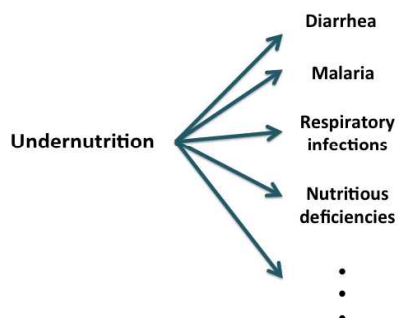 Diarrhea
Malaria
Respiratory
infections
Undernutrition
Nutritious
deficiencies